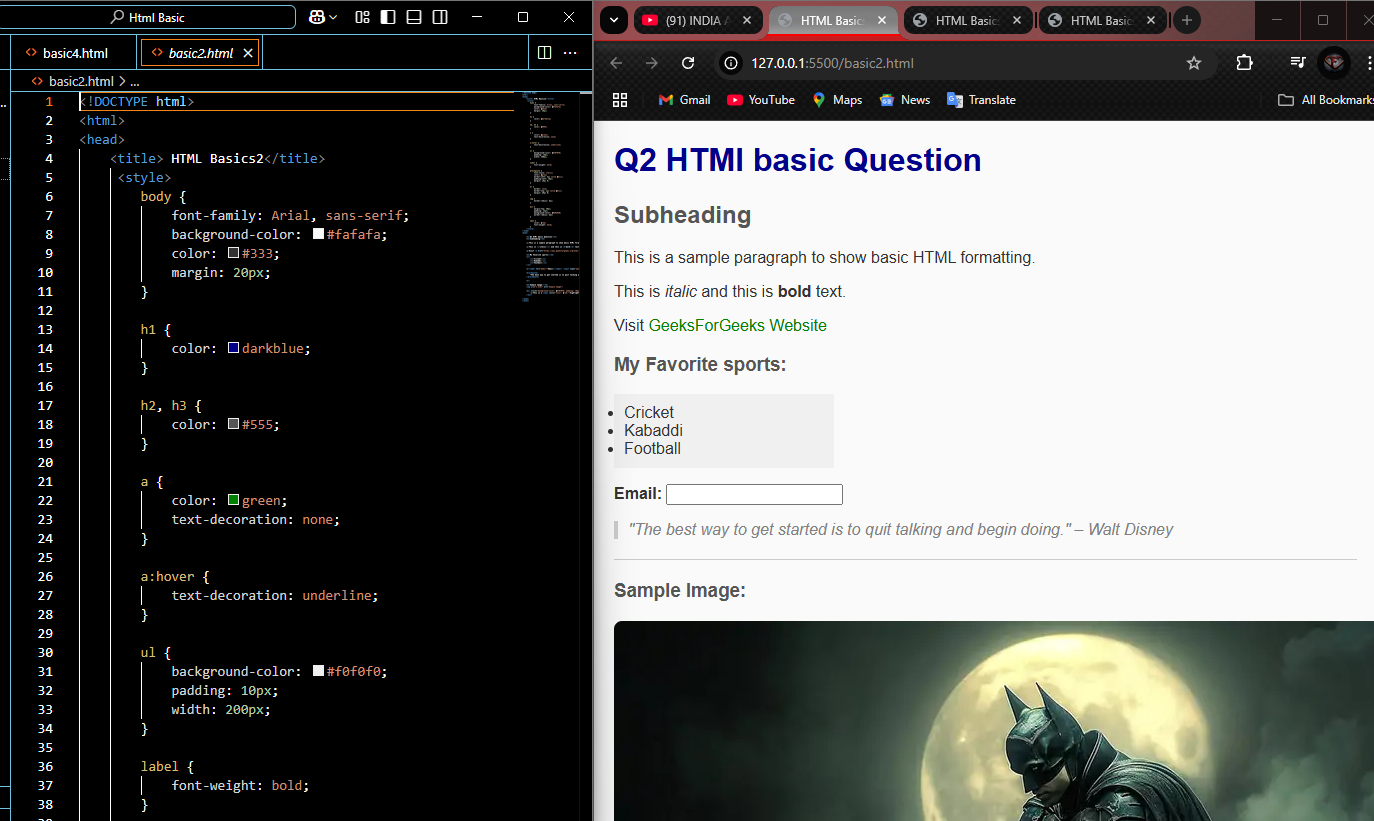 Html Basic
basic4.html
basic2.html
basic2.html > ...
1 <!DOCTYPE html>
2 <html>
3 <head>
4 <title> HTML Basics2</title>
5 <style>
6 body {
7 font-family: Arial, sans-serif;
8 background-color: #fafafa;
9 color: #333;
10 margin: 20px;
11 }
12
13 h1 {
14 color: darkblue;
15 }
16
17 h2, h3 {
18 color: #555;
19 }
20
21 a {
22 color: green;
23 text-decoration: none;
24 }
25
26 a:hover {
27 text-decoration: underline;
28 }
29
30 ul {
31 background-color: #f0f0f0;
32 padding: 10px;
33 width: 200px;
34 }
35
36 label {
37 font-weight: bold;
38 }
(91) INDIA
HTML Basic
HTML Basic
HTML Basic
127.0.0.1:5500/basic2.html
Gmail
YouTube
Maps
News
Translate
All Bookmarks
Q2 HTMl basic Question
Subheading
This is a sample paragraph to show basic HTML formatting.
This is italic and this is bold text.
Visit GeeksForGeeks Website
My Favorite sports:
Cricket
Kabaddi
Football
Email:
"The best way to get started is to quit talking and begin doing." – Walt Disney
Sample Image: